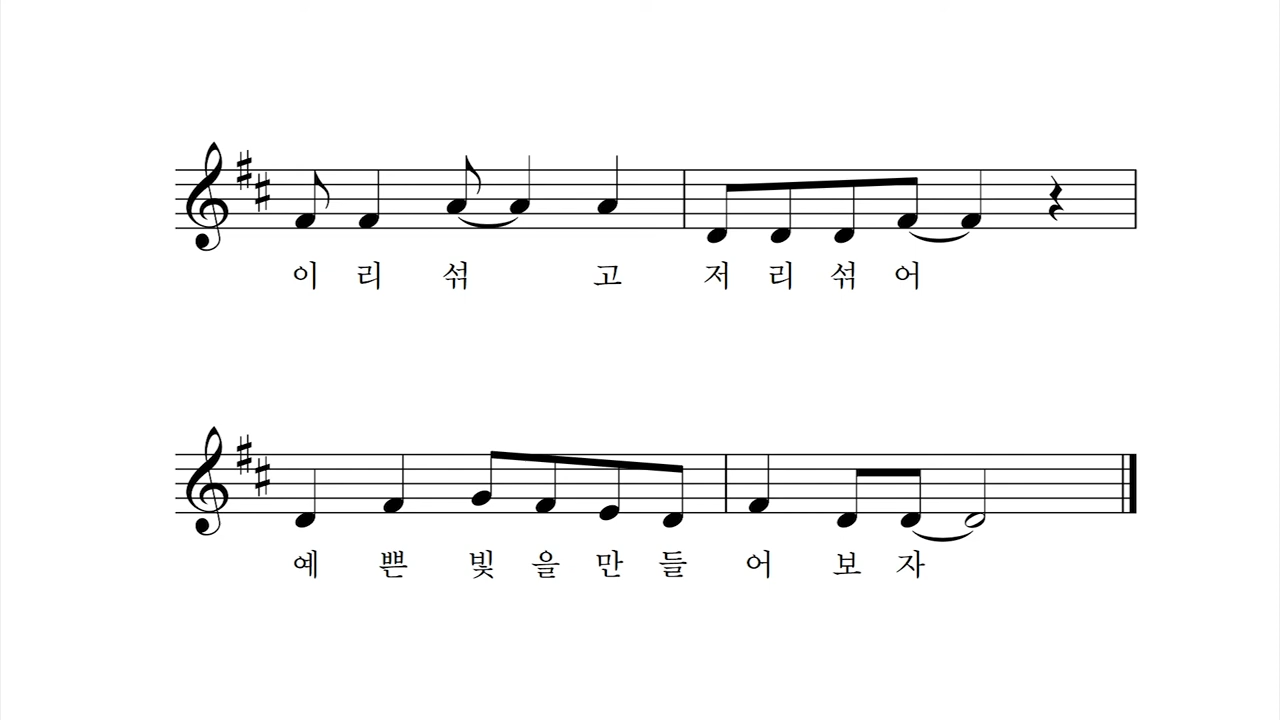 이 리 섞 고 저 리 섞 어
예 쁜 빛 을 만 들 어 보 자